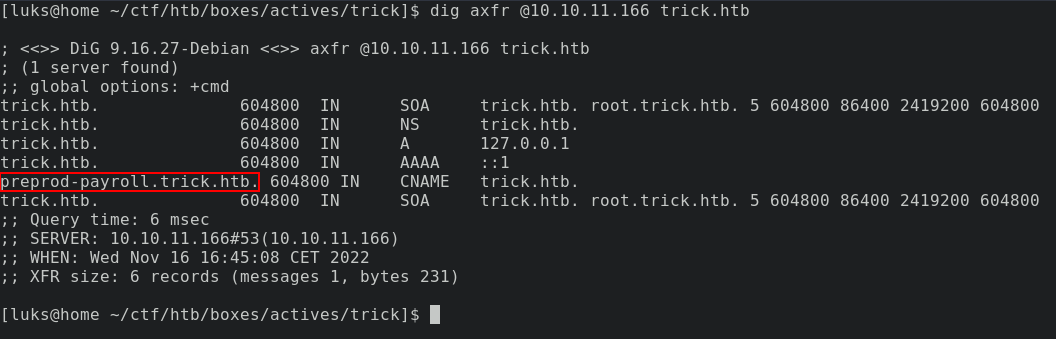 [luks@home ~/ctf/htb/boxes/actives/trick]$ dig axfr @10.10.11.166 trick.htb
; <<>> DiG 9.16.27-Debian <<>> axfr @10.10.11.166 trick.htb
; (1 server found)
;; global options: +cmd
trick.htb. 604800 IN SOA trick.htb. root.trick.htb. 5 604800 86400 2419200 604800
trick.htb. 604800 IN NS trick.htb.
trick.htb. 604800 IN A 127.0.0.1
trick.htb. 604800 IN AAAA ::1
preprod-payroll.trick.htb. 604800 IN CNAME trick.htb.
trick.htb. 604800 IN SOA trick.htb. root.trick.htb. 5 604800 86400 2419200 604800
;; Query time: 6 msec
;; SERVER: 10.10.11.166#53(10.10.11.166)
;; WHEN: Wed Nov 16 16:45:08 CET 2022
;; XFR size: 6 records (messages 1, bytes 231)
[luks@home ~/ctf/htb/boxes/actives/trick]$